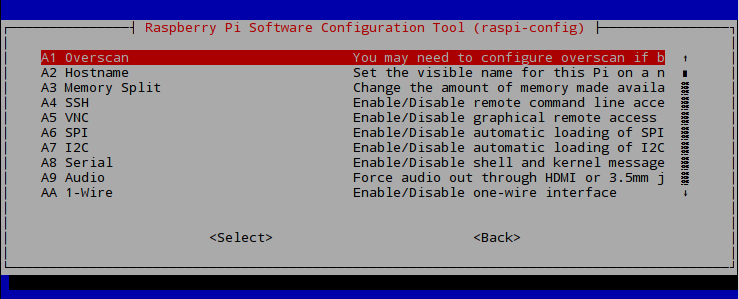 Raspberry Pi Software Configuration Tool (raspi-config)
A1 Overscan You may need to configure overscan if b
A2 Hostname Set the visible name for this Pi on a n
A3 Memory Split Change the amount of memory made availa
A4 SSH Enable/Disable remote command line acce
A5 VNC Enable/Disable graphical remote access
A6 SPI Enable/Disable automatic loading of SPI
A7 I2C Enable/Disable automatic loading of I2C
A8 Serial Enable/Disable shell and kernel message
A9 Audio Force audio out through HDMI or 3.5mm j
AA 1-Wire Enable/Disable one-wire interface
<Select> <Back>